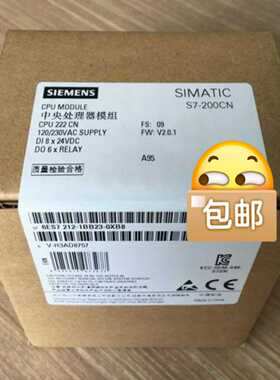 SIEMENS
SIMATIC
S7-200CN
CPU MODULE
中央处理器模组
CPU 222 CN
FS: 09
120/230VAC SUPPLY
FW: V2.0.1
DI 8 x 24VDC
DO 6 x RELAY
A95
质量检验合格
包邮
6ES7 212-1BB23-0XB8